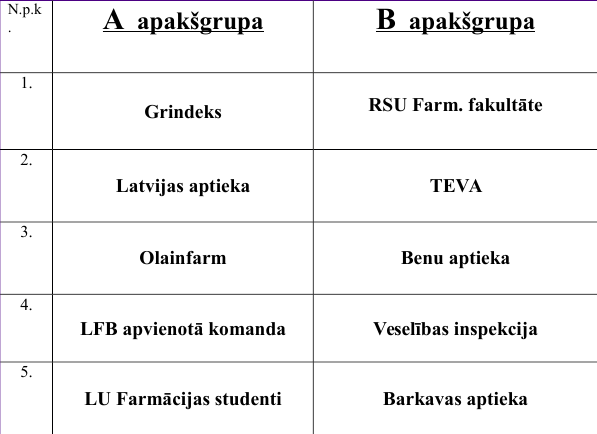 N.p.k
.
A apakšgrupa
B apakšgrupa
1.
Grindeks
RSU Farm. fakultāte
2.
Latvijas aptieka
TEVA
3.
Olainfarm
Benu aptieka
4.
LFB apvienotā komanda
Veselības inspekcija
5.
LU Farmācijas studenti
Barkavas aptieka